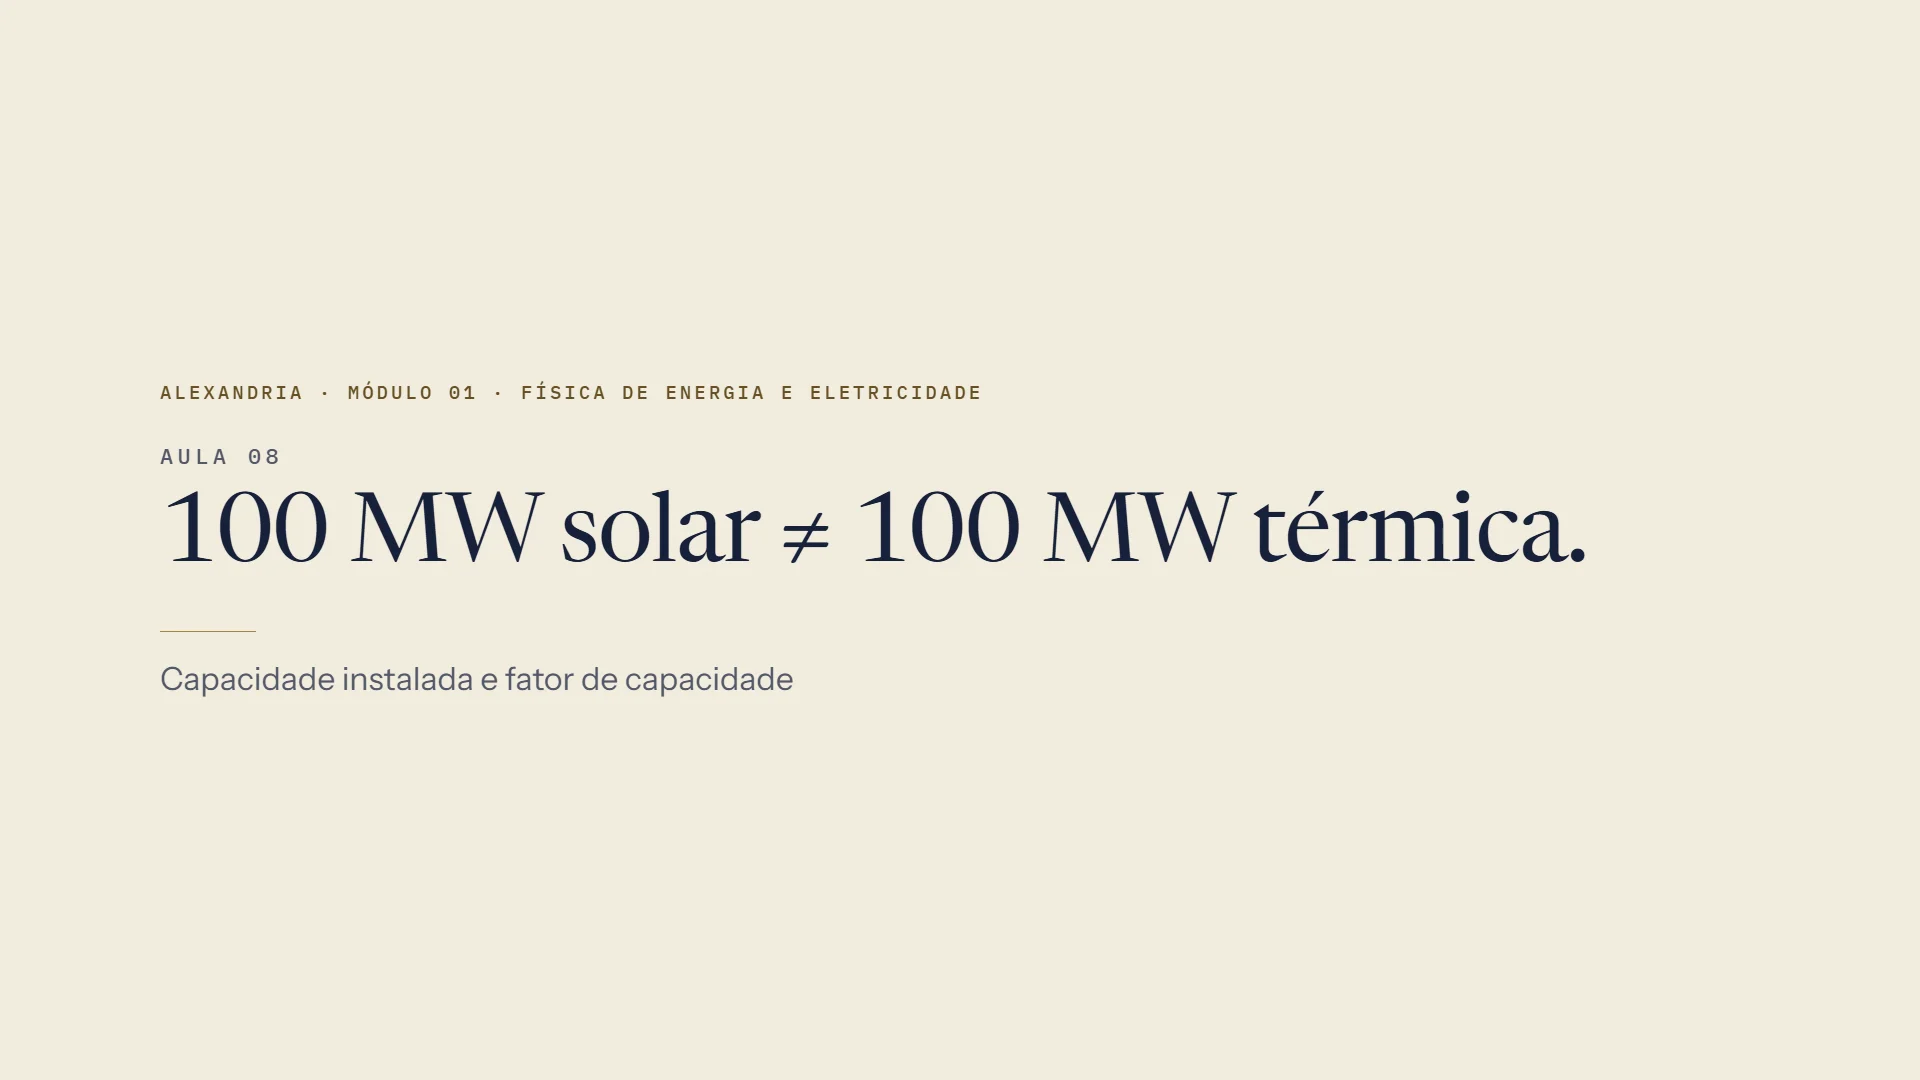 ALEXANDRIA · MÓDULO 01 · FÍSICA DE ENERGIA E ELETRICIDADE
AULA 08
100 MW solar ≠ 100 MW térmica.
Capacidade instalada e fator de capacidade